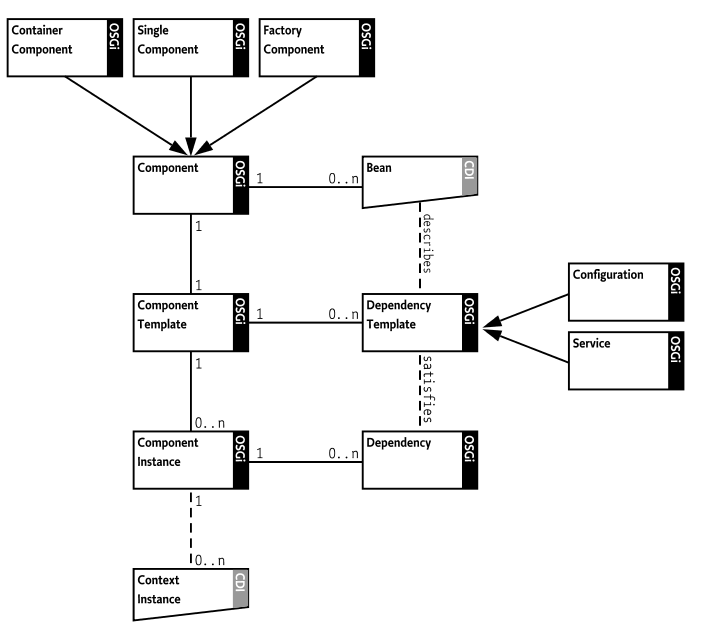 Container
Component
OSGi
Single
Component
OSGi
Factory
Component
OSGi
Component
OSGi
1
0..n
Bean
CDI
1
describes
1
Component
Template
OSGi
1
0..n
Dependency
Template
OSGi
Configuration
OSGi
Service
OSGi
1
satisfies
0..n
Component
Instance
OSGi
1
0..n
Dependency
OSGi
1
0..n
Context
Instance
CDI